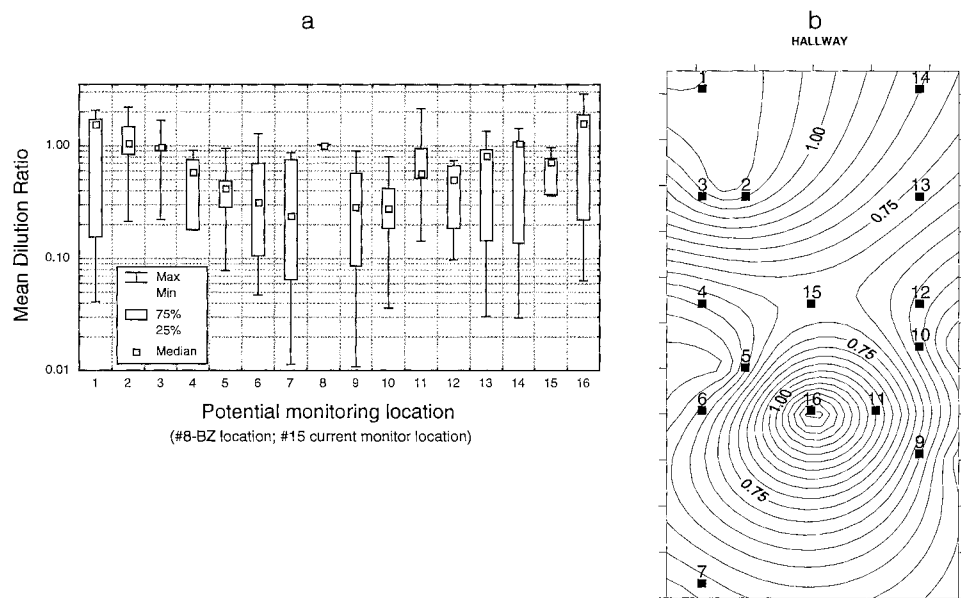 a
Mean Dilution Ratio
1.00
0.10
0.01
Max
Min
75%
25%
Median
1 2 3 4 5 6 7 8 9 10 11 12 13 14 15 16
Potential monitoring location
(#8-BZ location; #15 current monitor location)
b
HALLWAY
1 14
1.00
3 2 13
0.75
4 15 12
10
0.75
5
1.00
6 16 11
9
0.75
7